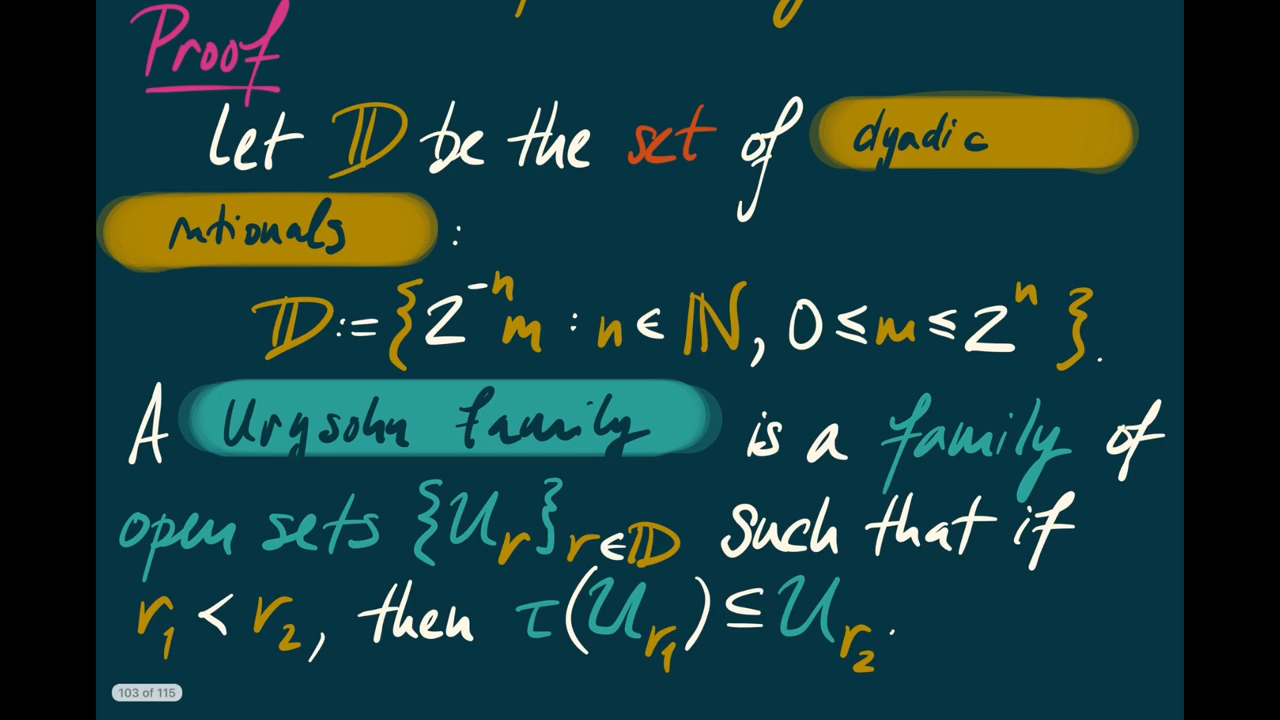 Proof
Let 𝔻 be the set of dyadic
rationals :
𝔻 := {2⁻ⁿm : n ∈ ℕ, 0 ≤ m ≤ 2ⁿ}.
A Urysohn family is a family of
open sets {𝒰ᵣ}ᵣ∈𝔻 such that if
r₁ < r₂, then τ(𝒰ᵣ₁) ⊆ 𝒰ᵣ₂.
103 of 115